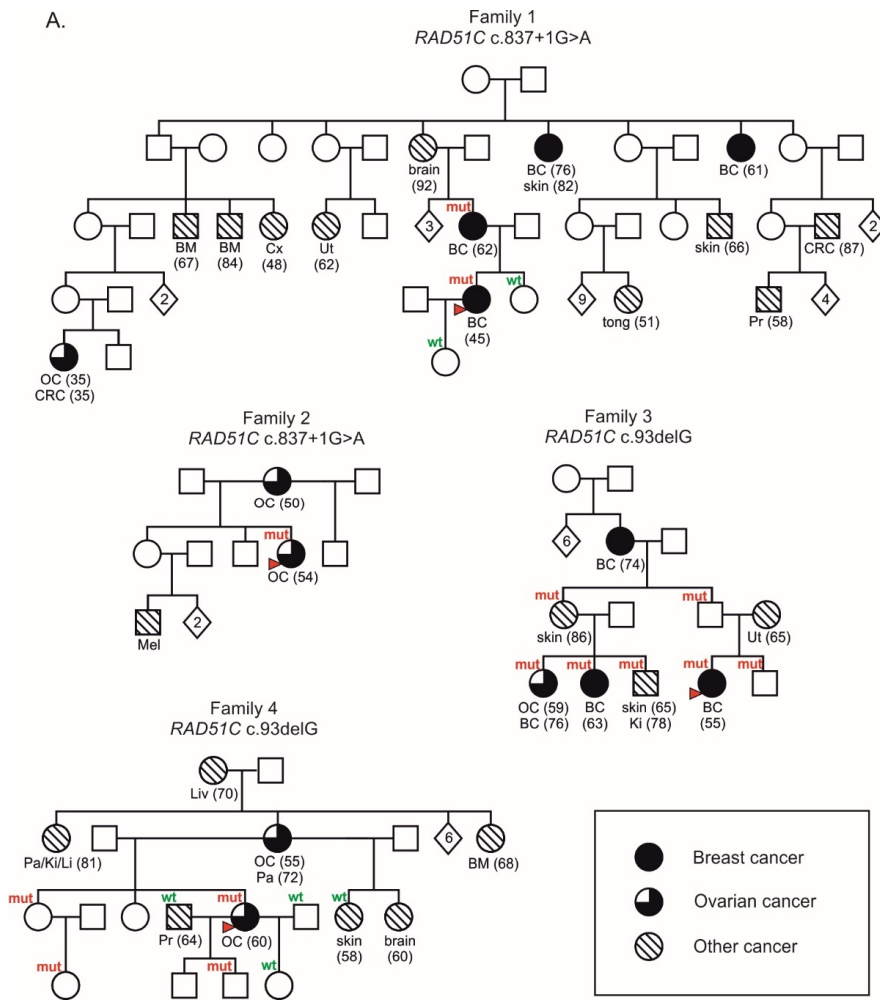 A.
Family 1
RAD51C c.837+1G>A
brain
(92)
BC (76)
skin (82)
BC (61)
BM
(67)
BM
(84)
Cx
(48)
Ut
(62)
3
mut
BC (62)
skin (66)
CRC (87)
2
2
mut
wt
BC
(45)
9
tong (51)
Pr (58)
4
wt
OC (35)
CRC (35)
Family 2
RAD51C c.837+1G>A
OC (50)
mut
OC (54)
Mel
2
Family 3
RAD51C c.93delG
6
BC (74)
mut
skin (86)
mut
Ut (65)
mut
mut
mut
mut
mut
OC (59)
BC (76)
BC
(63)
skin (65)
Ki (78)
BC
(55)
Family 4
RAD51C c.93delG
Liv (70)
Pa/Ki/Li (81)
OC (55)
Pa (72)
6
BM (68)
mut
wt
mut
wt
wt
Pr (64)
OC (60)
skin
(58)
brain
(60)
mut
mut
wt
Breast cancer
Ovarian cancer
Other cancer